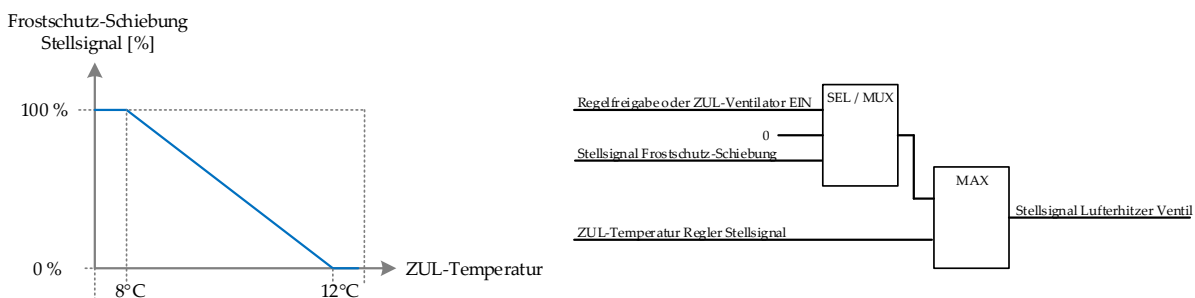 Frostschutz-Schiebung
Stellsignal [%]
100 %
0 %
8°C
12°C
ZUL-Temperatur
Regelfreigabe oder ZUL-Ventilator EIN
0
Stellsignal Frostschutz-Schiebung
SEL / MUX
ZUL-Temperatur Regler Stellsignal
MAX
Stellsignal Lufterhitzer Ventil